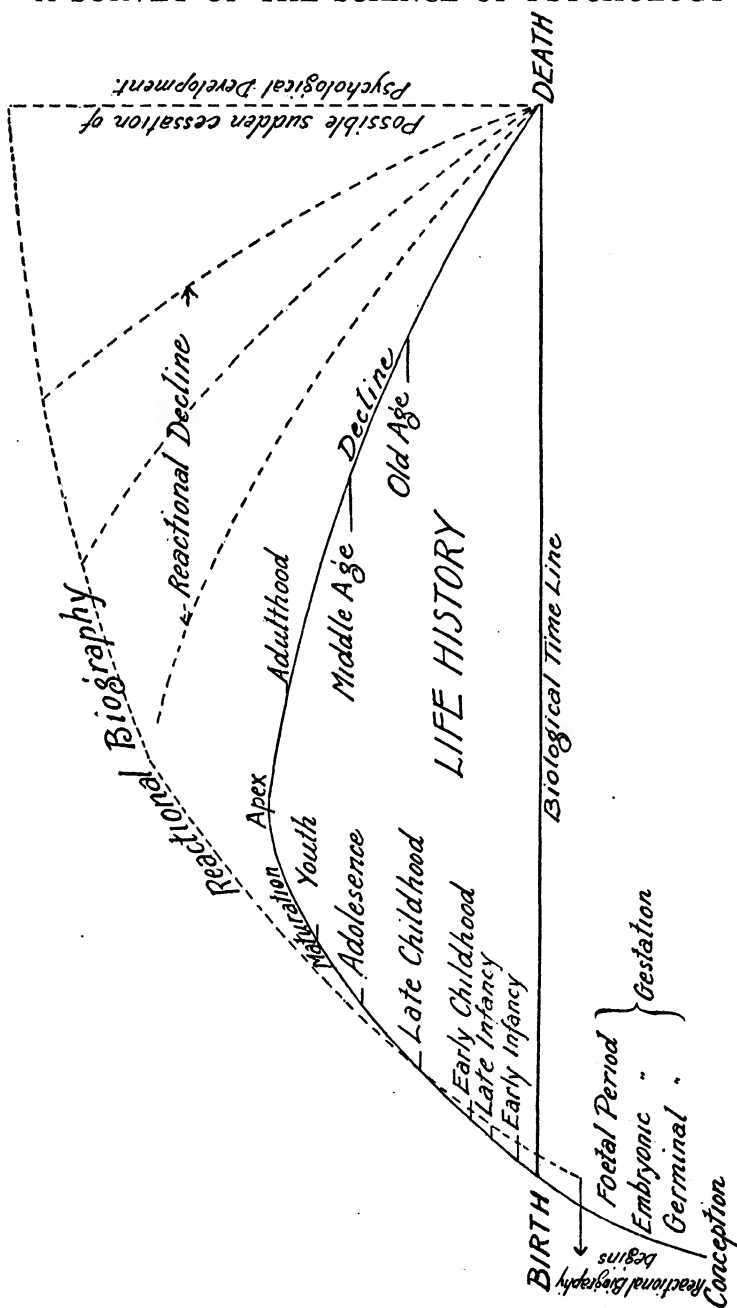 A SURVEY OF THE SCIENCE OF PSYCHOLOGY
Possible sudden cessation of
Psychological Development.
DEATH
Reactional Biography
Reactional Decline
Decline
Old Age
Middle Age
Adulthood
Apex
Maturation
Youth
Adolesence
Late Childhood
Early Childhood
Late Infancy
Early Infancy
LIFE HISTORY
Biological Time Line
BIRTH
Reactional Biography
begins
Foetal Period
Embryonic "
Germinal "
Gestation
Conception